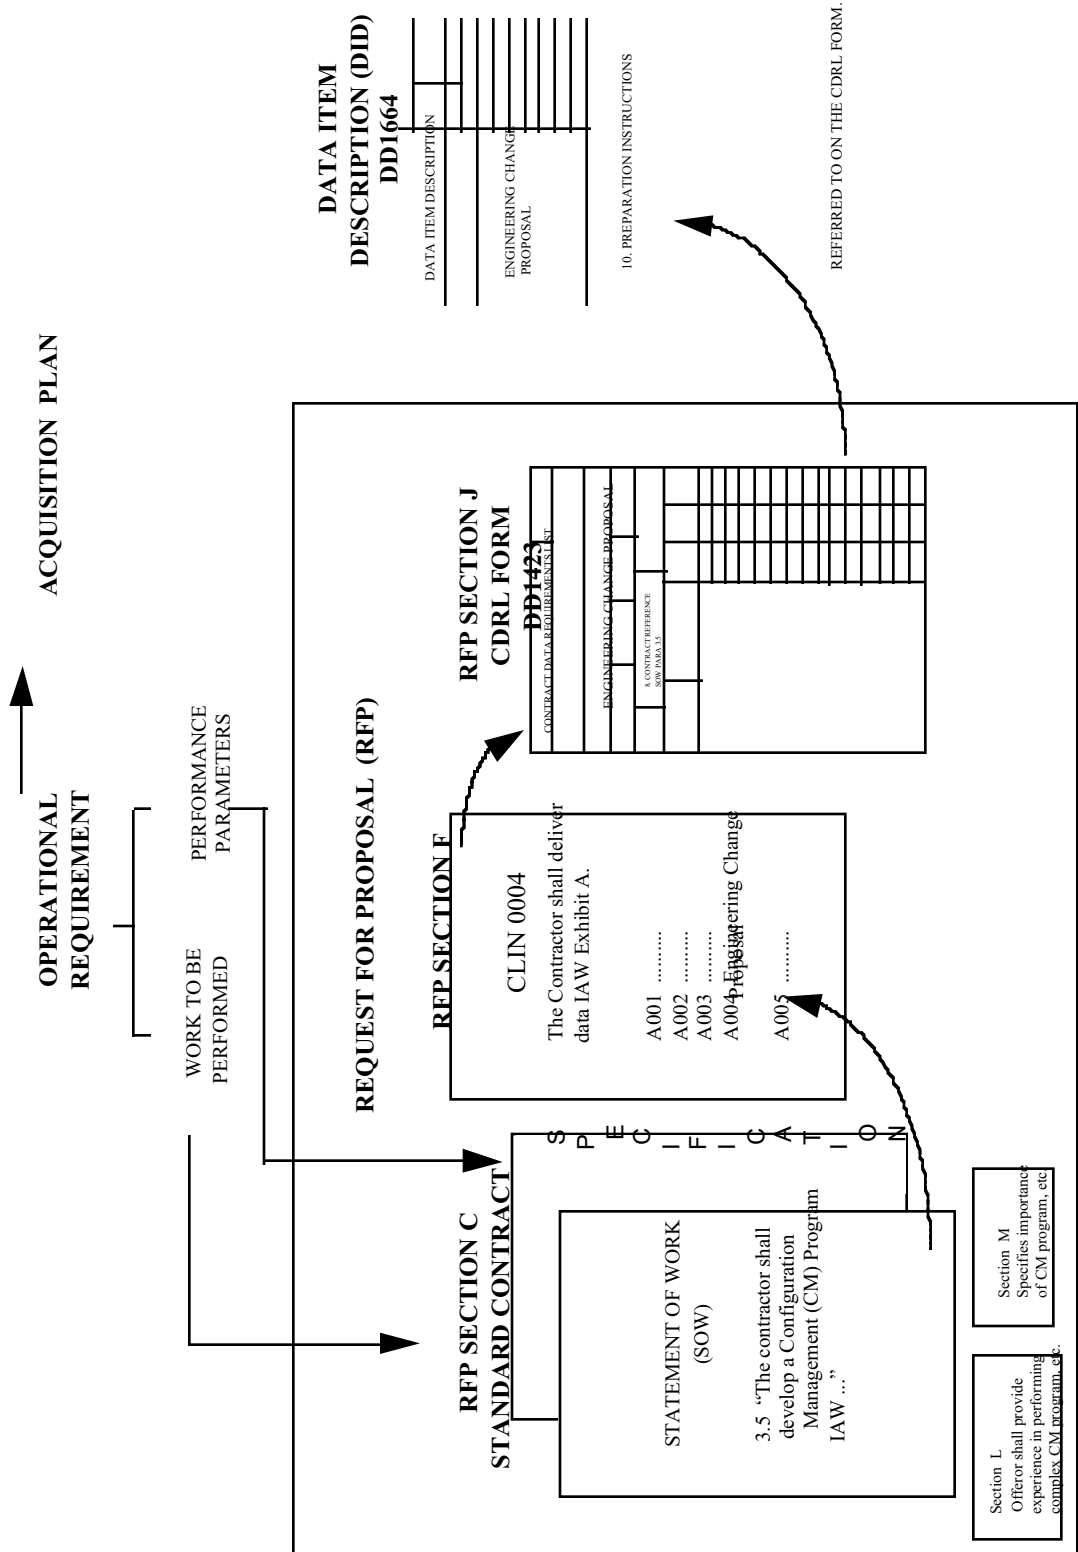 ACQUISITION PLAN
OPERATIONAL
REQUIREMENT
WORK TO BE
PERFORMED
PERFORMANCE
PARAMETERS
REQUEST FOR PROPOSAL (RFP)
RFP SECTION C
STANDARD CONTRACT
SPECIFICATION
STATEMENT OF WORK
(SOW)
3.5 “The contractor shall
develop a Configuration
Management (CM) Program
IAW ...”
Section L
Offeror shall provide
experience in performing
complex CM program, etc.
Section M
Specifies importance
of CM program, etc.
RFP SECTION F
CLIN 0004
The Contractor shall deliver
data IAW Exhibit A.
A001 ...........
A002 ..........
A003 ..........
A004 Engineering Change
Proposal
A005 ...........
RFP SECTION J
CDRL FORM
DD1423
CONTRACT DATA REQUIREMENTS LIST
ENGINEERING CHANGE PROPOSAL
8. CONTRACT REFERENCE
SOW PARA 3.5
DATA ITEM
DESCRIPTION (DID)
DD1664
DATA ITEM DESCRIPTION
ENGINEERING CHANGE
PROPOSAL
10. PREPARATION INSTRUCTIONS
REFERRED TO ON THE CDRL FORM.